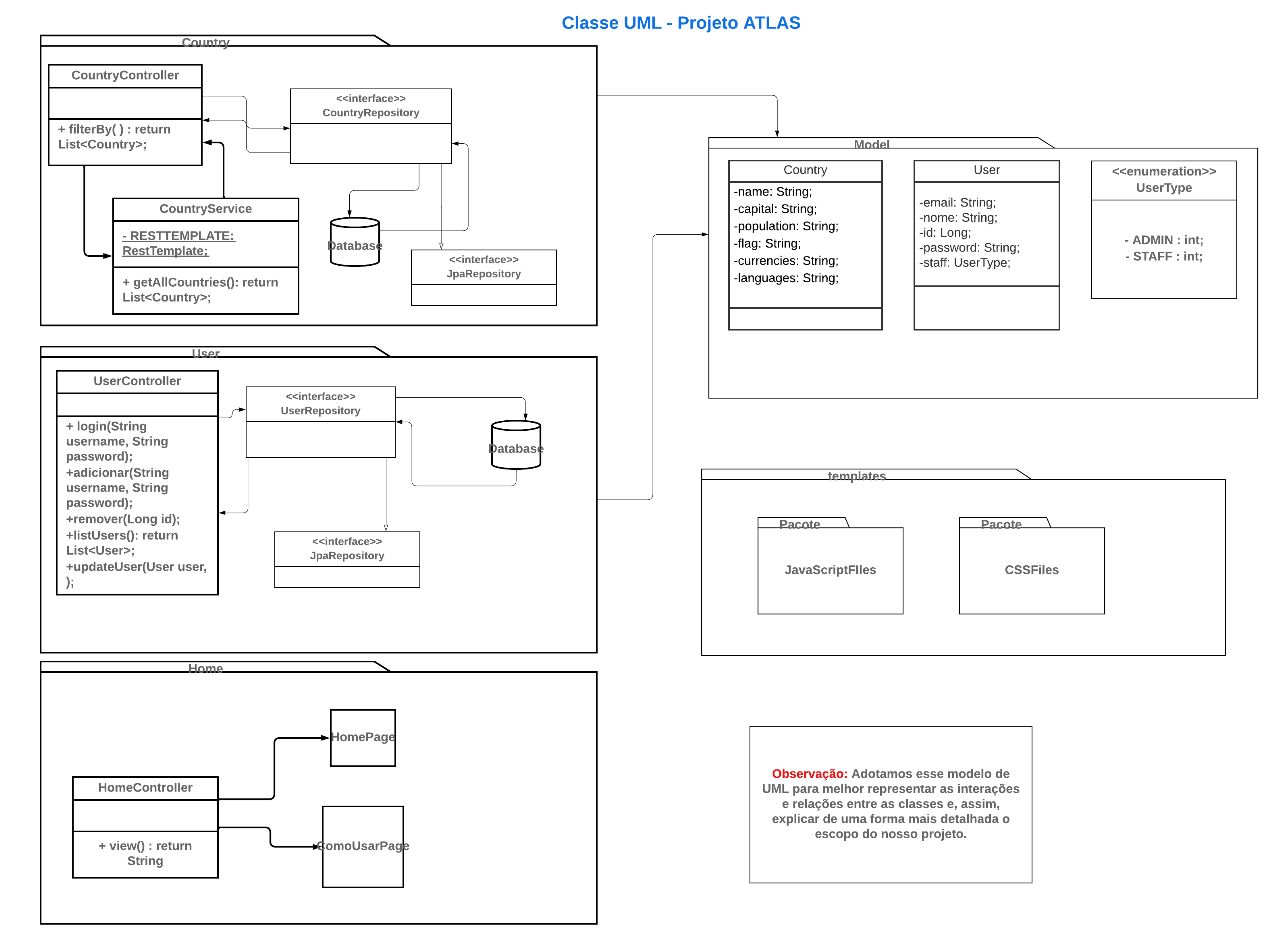 Classe UML - Projeto ATLAS
Country
CountryController
+ filterBy( ) : return
List<Country>;
<<interface>>
CountryRepository
CountryService
- RESTTEMPLATE:
RestTemplate;
+ getAllCountries(): return
List<Country>;
Database
<<interface>>
JpaRepository
Model
Country
-name: String;
-capital: String;
-population: String;
-flag: String;
-currencies: String;
-languages: String;
User
-email: String;
-nome: String;
-id: Long;
-password: String;
-staff: UserType;
<<enumeration>>
UserType
- ADMIN : int;
- STAFF : int;
User
UserController
+ login(String
username, String
password);
+adicionar(String
username, String
password);
+remover(Long id);
+listUsers(): return
List<User>;
+updateUser(User user,
);
<<interface>>
UserRepository
Database
<<interface>>
JpaRepository
templates
Pacote
JavaScriptFIles
Pacote
CSSFiles
Home
HomeController
+ view() : return
String
HomePage
ComoUsarPage
Observação: Adotamos esse modelo de
UML para melhor representar as interações
e relações entre as classes e, assim,
explicar de uma forma mais detalhada o
escopo do nosso projeto.